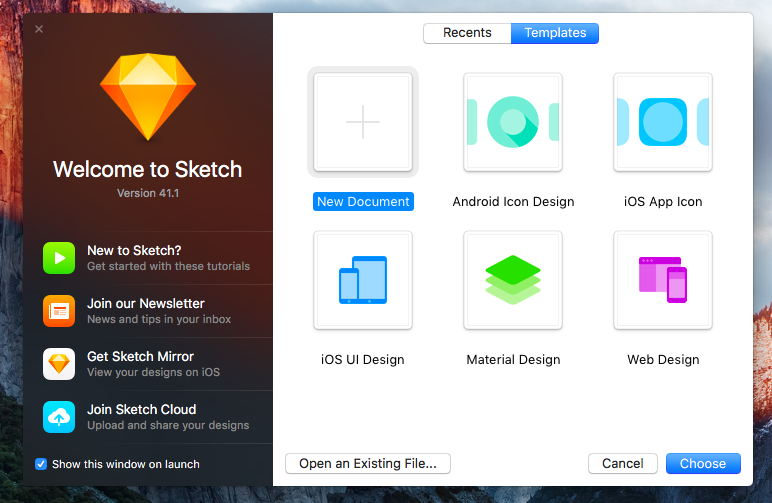 Welcome to Sketch
Version 41.1
New to Sketch?
Get started with these tutorials
Join our Newsletter
News and tips in your inbox
Get Sketch Mirror
View your designs on iOS
Join Sketch Cloud
Upload and share your designs
Show this window on launch
Recents
Templates
New Document
Android Icon Design
iOS App Icon
iOS UI Design
Material Design
Web Design
Open an Existing File...
Cancel
Choose